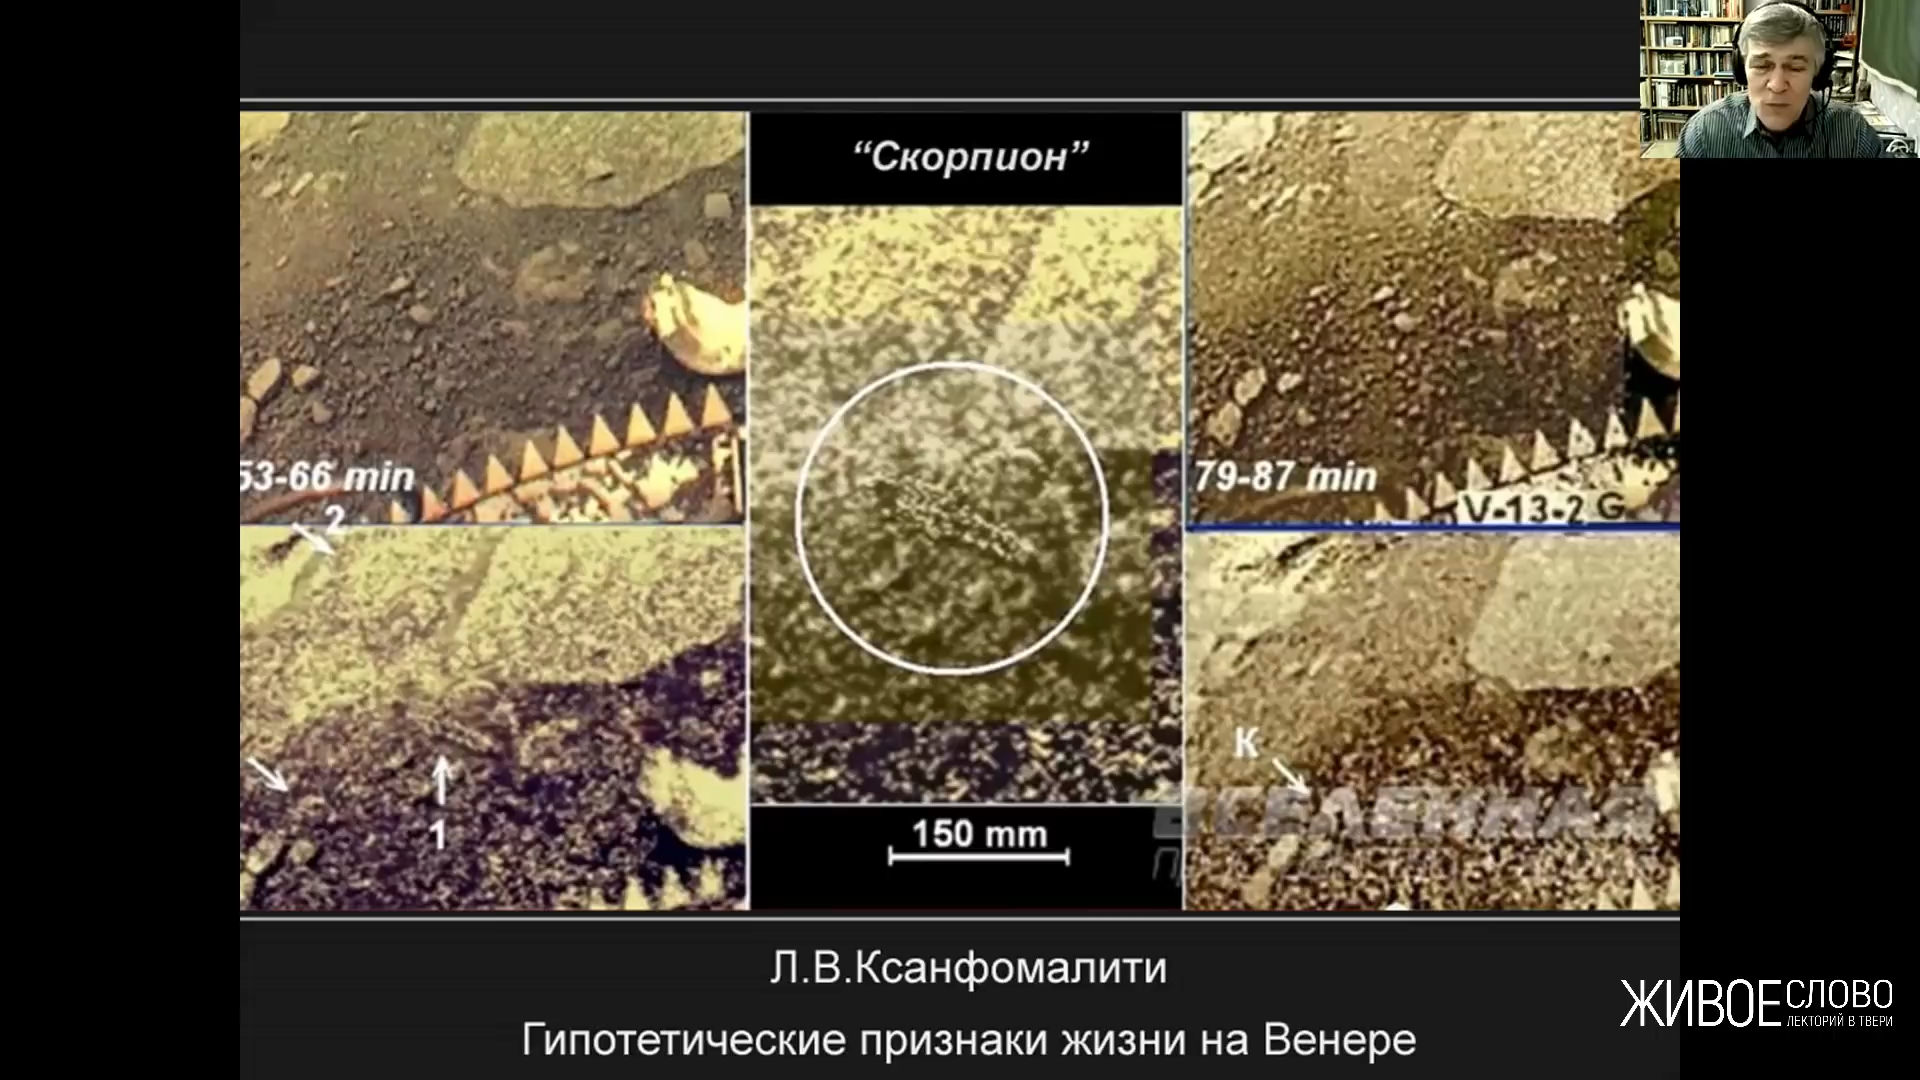 “Скорпион”
53-66 min
79-87 min
V-13-2 G
2
К
1
150 mm
ВСЕЛЕННАЯ
Л.В.Ксанфомалити
Гипотетические признаки жизни на Венере
ЖИВОЕ СЛОВО
ЛЕКТОРИЙ В ТВЕРИ